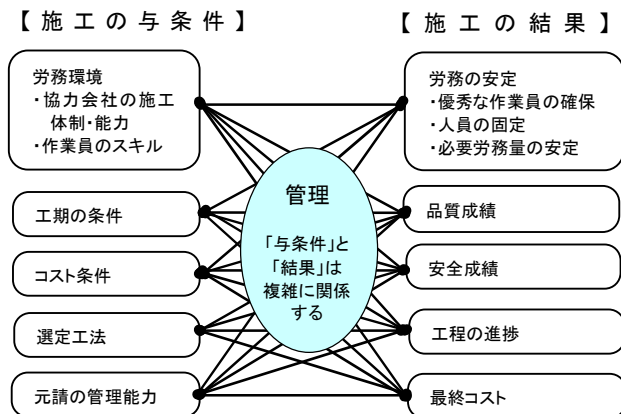 【施工の与条件】
【施工の結果】
労務環境
・協力会社の施工
体制・能力
・作業員のスキル
工期の条件
コスト条件
選定工法
元請の管理能力
管理
「与条件」と
「結果」は
複雑に関係
する
労務の安定
・優秀な作業員の確保
・人員の固定
・必要労務量の安定
品質成績
安全成績
工程の進捗
最終コスト